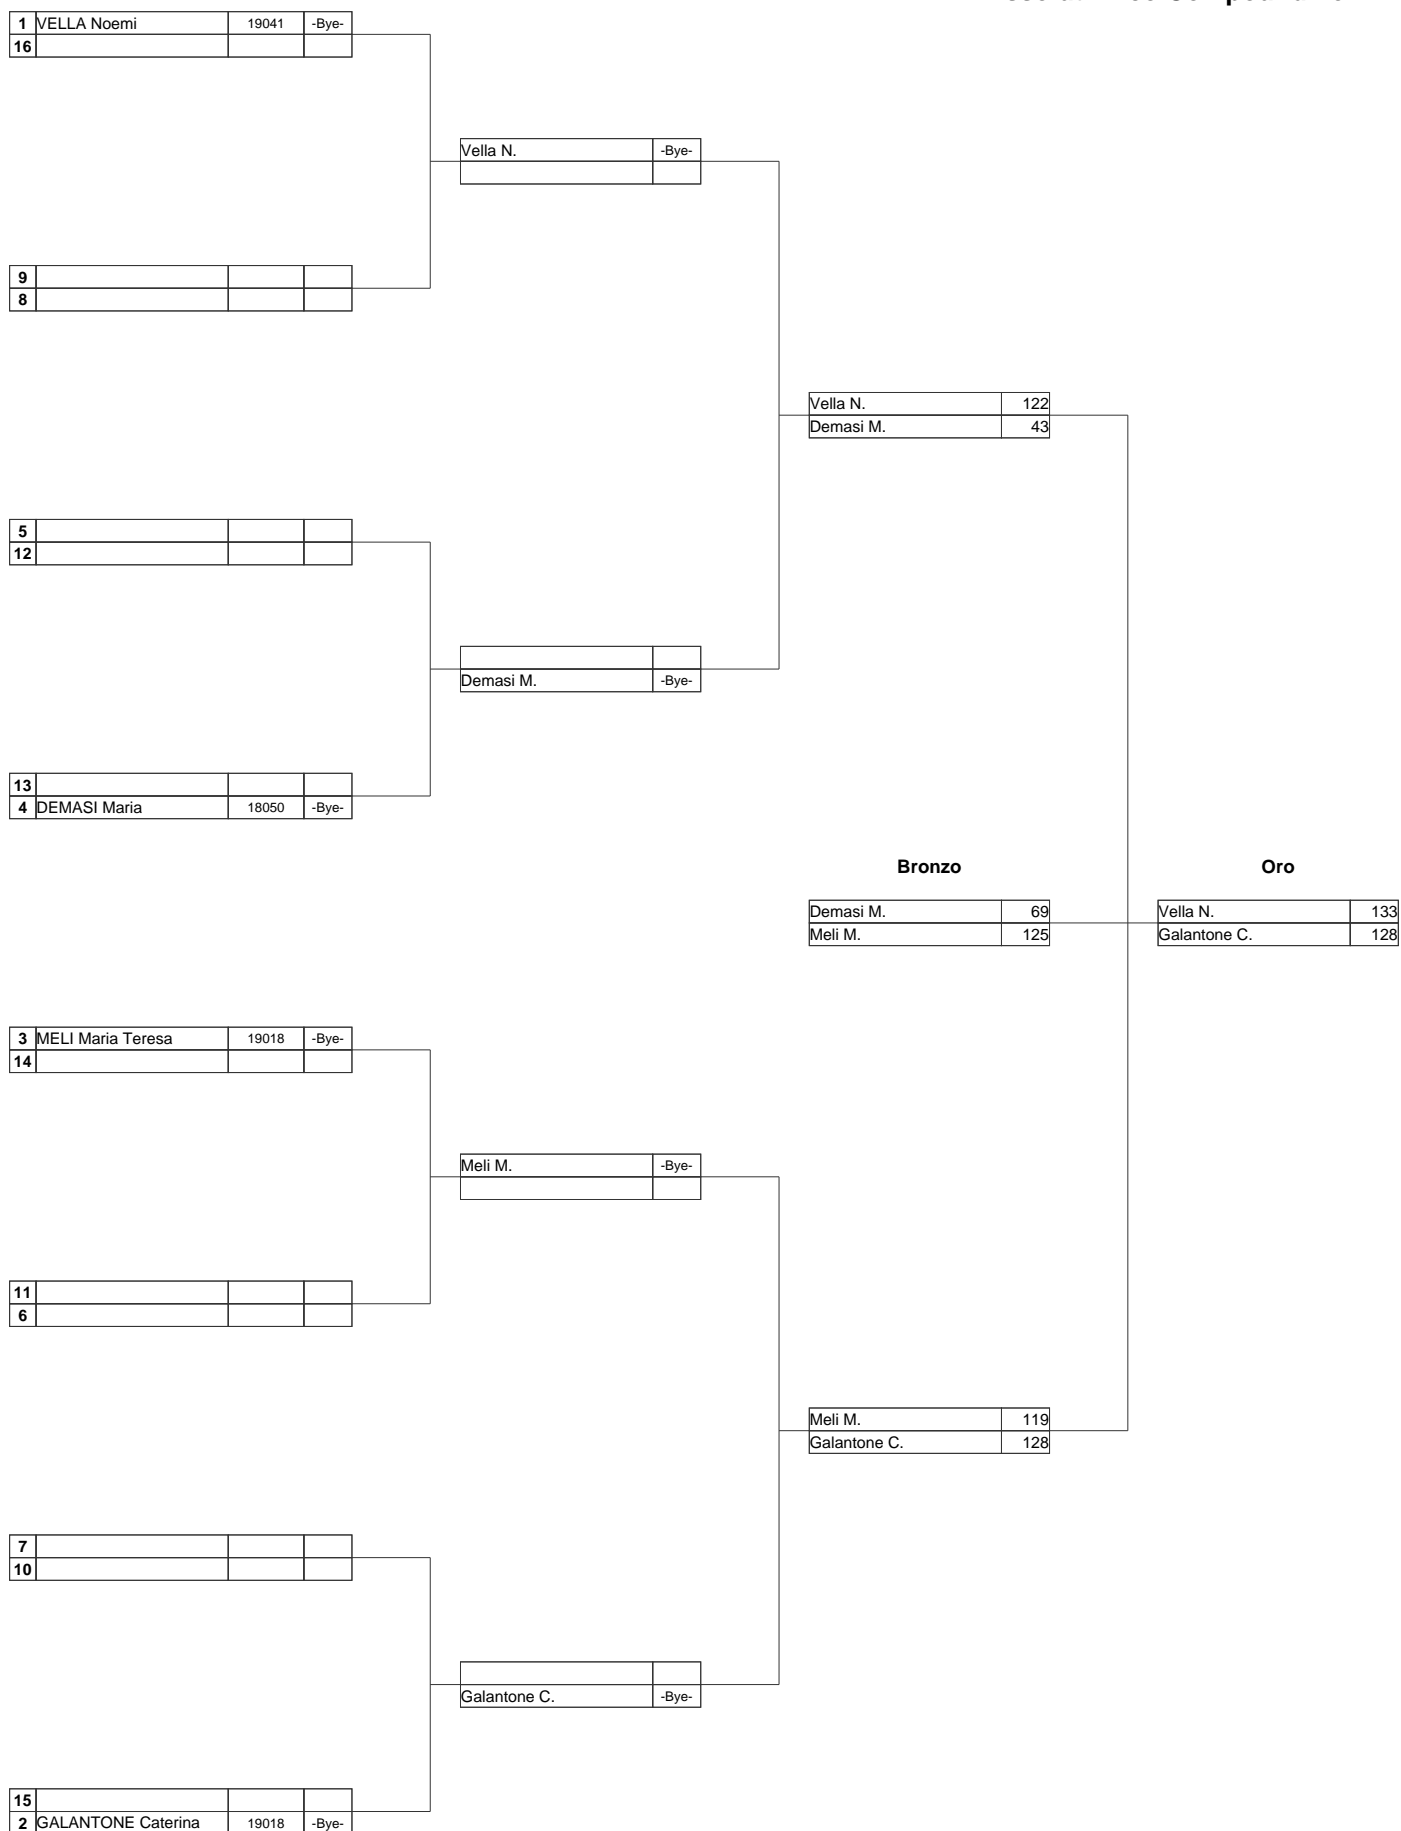 1 VELLA Noemi 19041 -Bye-
16
Vella N. -Bye-
9
8
Vella N. 122
Demasi M. 43
5
12
Demasi M. -Bye-
13
4 DEMASI Maria 18050 -Bye-
Bronzo Oro
Demasi M. 69 Vella N. 133
Meli M. 125 Galantone C. 128
3 MELI Maria Teresa 19018 -Bye-
14
Meli M. -Bye-
11
6
Meli M. 119
Galantone C. 128
7
10
Galantone C. -Bye-
15
2 GALANTONE Caterina 19018 -Bye-